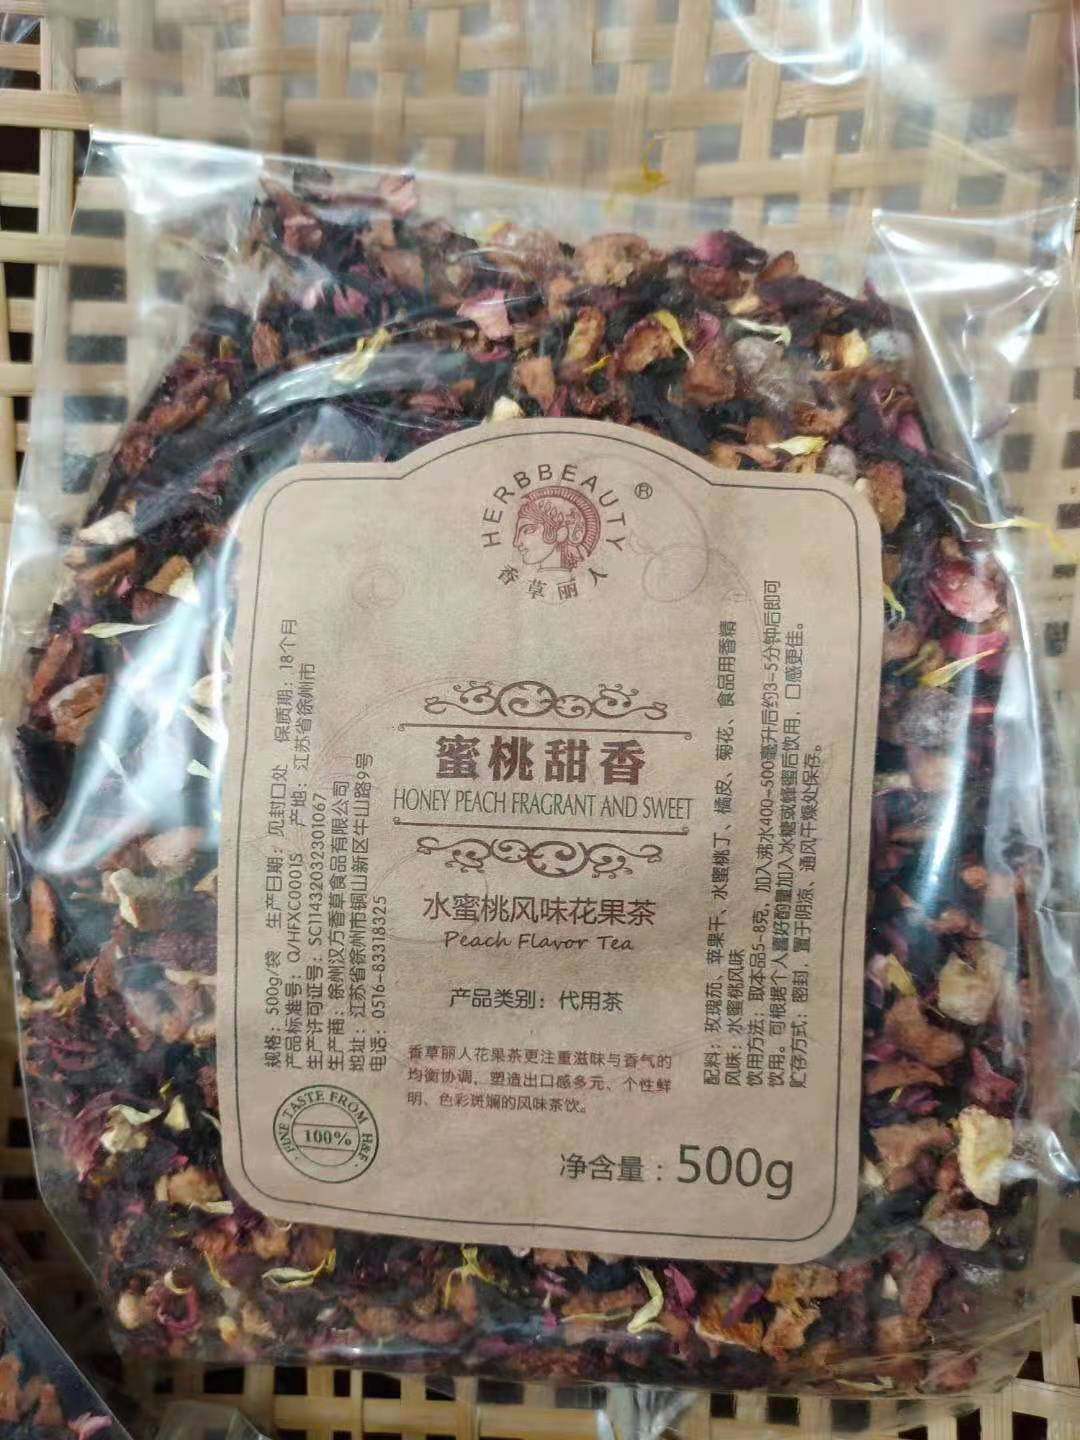 HERBBEAUTY ®
香草丽人
蜜桃甜香
HONEY PEACH FRAGRANT AND SWEET
水蜜桃风味花果茶
Peach Flavor Tea
产品类别：代用茶
香草丽人花果茶更注重滋味与香气的
均衡协调，塑造出口感多元、个性鲜
明、色彩斑斓的风味茶饮。
净含量：500g
规格：500g/袋 生产日期：见封口处 保质期：18个月
产品标准号：Q/HFXC0001S 产地：江苏省徐州市
生产许可证号：SC11432032301067
生产商：徐州汉方香草食品有限公司
地址：江苏省徐州市铜山新区牛山路9号
电话：0516-83318325
配料：玫瑰茄、苹果干、水蜜桃丁、橘皮、菊花、食品用香精
风味：水蜜桃风味
饮用方法：取本品5-8克，加入沸水400-500毫升后约3-5分钟后即可
饮用。可根据个人喜好酌量加入冰糖或蜂蜜后饮用，口感更佳。
贮存方式：密封，置于阴凉、通风干燥处保存。
FINE TASTE FROM H&F
100%